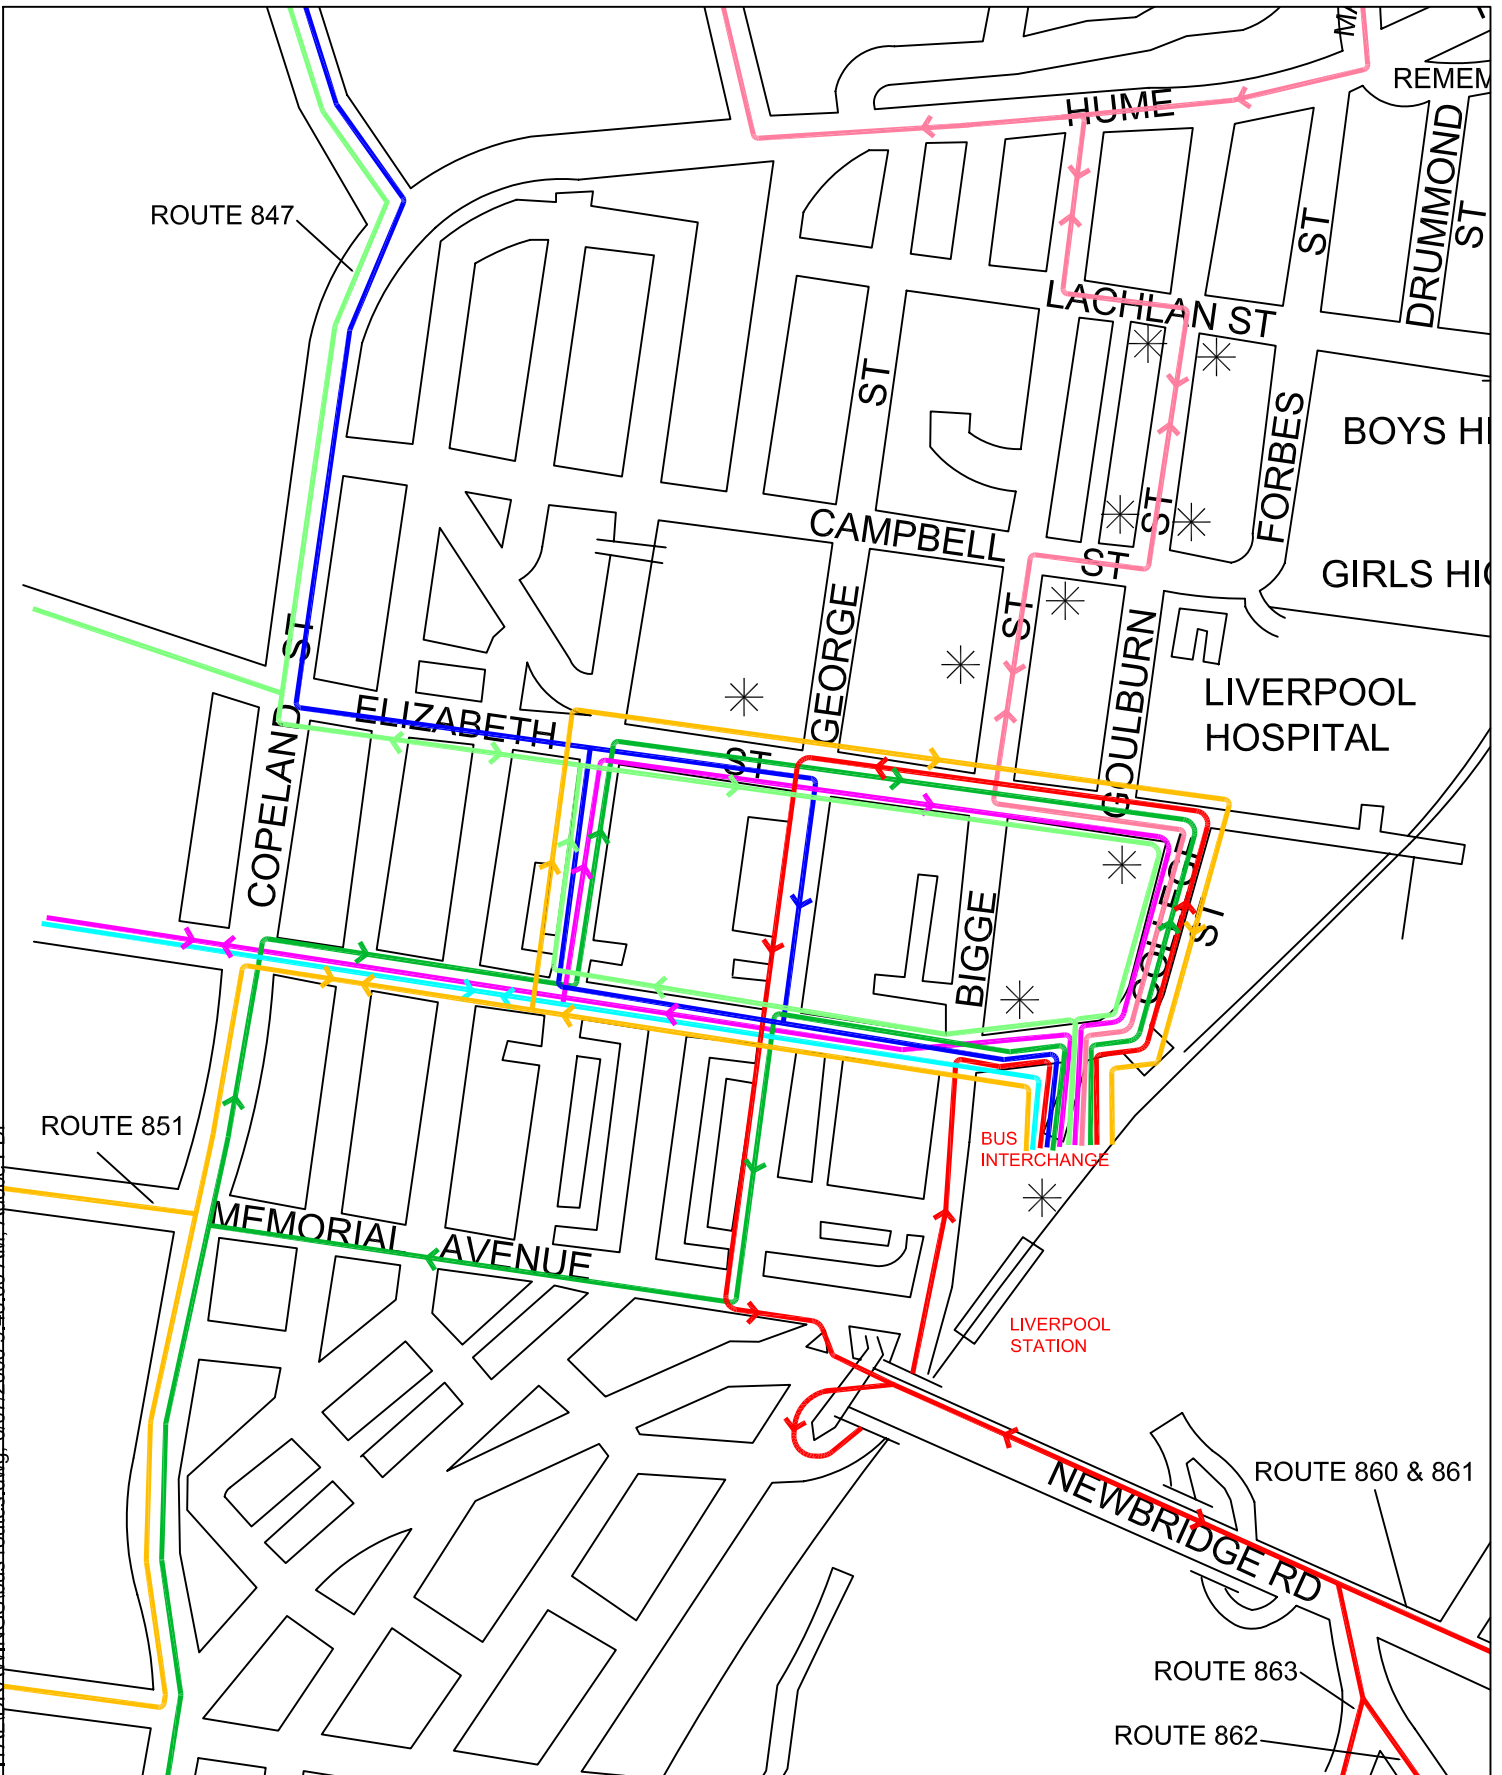 HUME
REMEM
DRUMMOND
ST
ROUTE 847
ST
LACHLAN ST
ST
BOYS HI
FORBES
ST
CAMPBELL
ST
GIRLS HIG
ST
ST
GEORGE
GOULBURN
LIVERPOOL
HOSPITAL
ELIZABETH
ST
COPELAND
COLLEGE
ST
BIGGE
ROUTE 851
BUS
INTERCHANGE
MEMORIAL AVENUE
LIVERPOOL
STATION
NEWBRIDGE RD
ROUTE 860 & 861
ROUTE 863
ROUTE 862